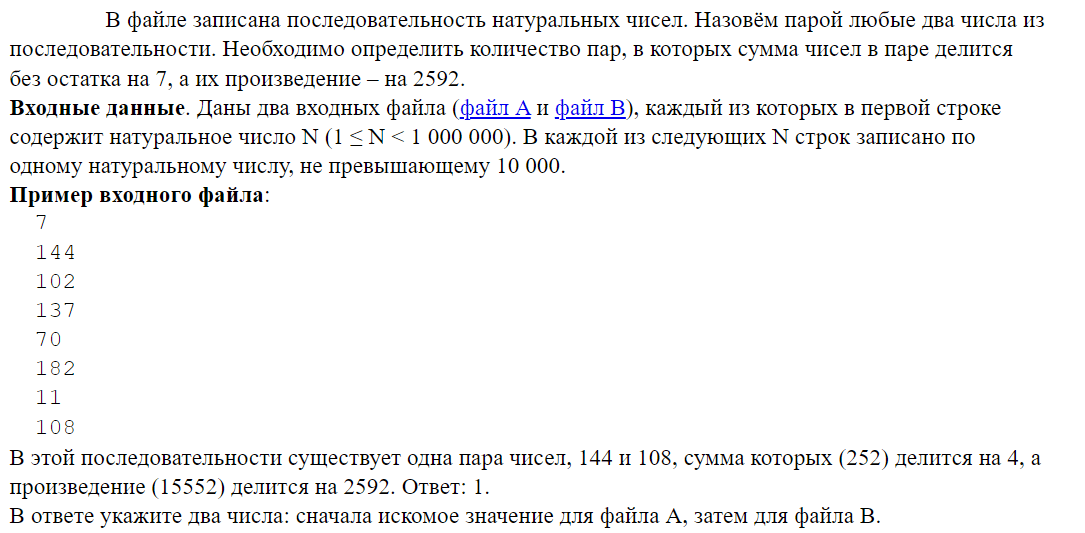 В файле записана последовательность натуральных чисел. Назовём парой любые два числа из
последовательности. Необходимо определить количество пар, в которых сумма чисел в паре делится
без остатка на 7, а их произведение – на 2592.
Входные данные. Даны два входных файла (файл A и файл B), каждый из которых в первой строке
содержит натуральное число N (1 ≤ N < 1 000 000). В каждой из следующих N строк записано по
одному натуральному числу, не превышающему 10 000.
Пример входного файла:
7
144
102
137
70
182
11
108
В этой последовательности существует одна пара чисел, 144 и 108, сумма которых (252) делится на 4, а
произведение (15552) делится на 2592. Ответ: 1.
В ответе укажите два числа: сначала искомое значение для файла А, затем для файла B.